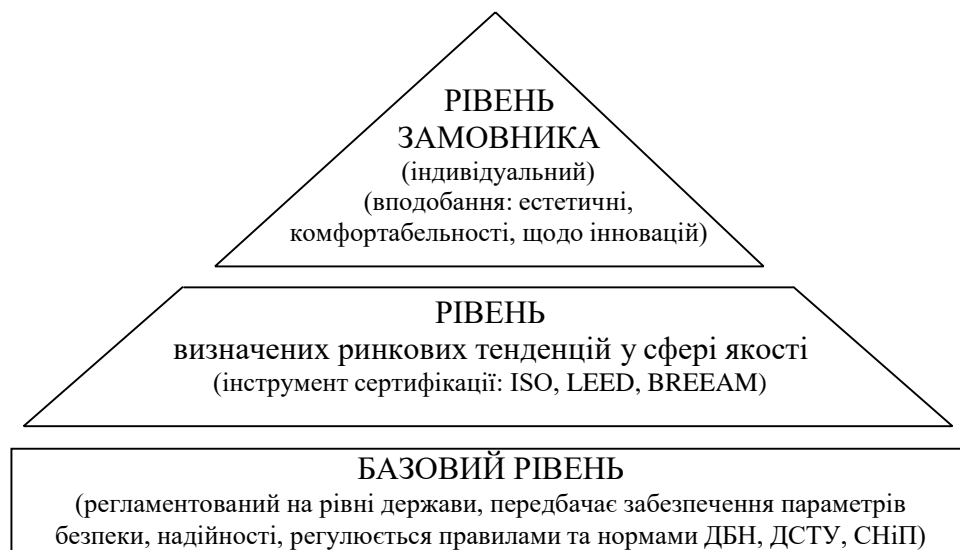 РІВЕНЬ
ЗАМОВНИКА
(індивідуальний)
(вподобання: естетичні,
комфортабельності, щодо інновацій)
РІВЕНЬ
визначених ринкових тенденцій у сфері якості
(інструмент сертифікації: ISO, LEED, BREEAM)
БАЗОВИЙ РІВЕНЬ
(регламентований на рівні держави, передбачає забезпечення параметрів
безпеки, надійності, регулюється правилами та нормами ДБН, ДСТУ, СНіП)